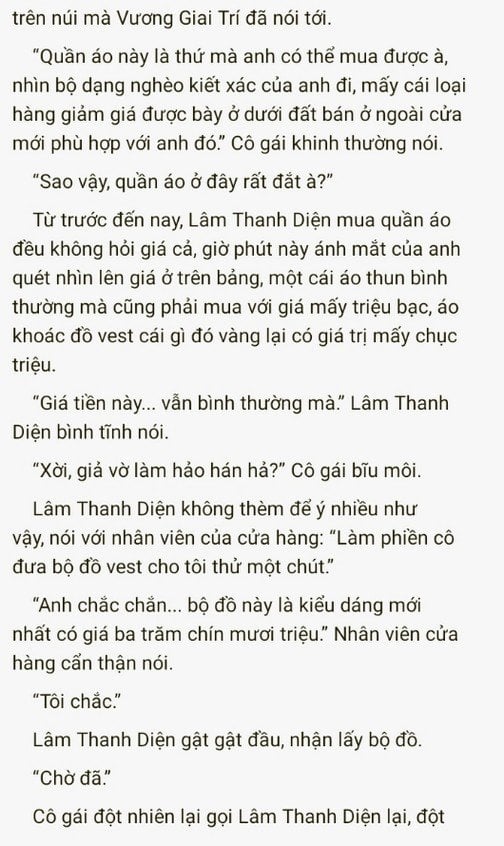 trên núi mà Vương Giai Trí đã nói tới.
“Quần áo này là thứ mà anh có thể mua được à,
nhìn bộ dạng nghèo kiết xác của anh đi, mấy cái loại
hàng giảm giá được bày ở dưới đất bán ở ngoài cửa
mới phù hợp với anh đó.” Cô gái khinh thường nói.
“Sao vậy, quần áo ở đây rất đắt à?”
Từ trước đến nay, Lâm Thanh Diện mua quần áo
đều không hỏi giá cả, giờ phút này ánh mắt của anh
quét nhìn lên giá ở trên bảng, một cái áo thun bình
thường mà cũng phải mua với giá mấy triệu bạc, áo
khoác đồ vest cái gì đó vàng lại có giá trị mấy chục
triệu.
“Giá tiền này... vẫn bình thường mà.” Lâm Thanh
Diện bình tĩnh nói.
“Xời, giả vờ làm hảo hán hả?” Cô gái bĩu môi.
Lâm Thanh Diện không thèm để ý nhiều như
vậy, nói với nhân viên của cửa hàng: “Làm phiền cô
đưa bộ đồ vest cho tôi thử một chút.”
“Anh chắc chắn... bộ đồ này là kiểu dáng mới
nhất có giá ba trăm chín mươi triệu.” Nhân viên cửa
hàng cẩn thận nói.
“Tôi chắc.”
Lâm Thanh Diện gật gật đầu, nhận lấy bộ đồ.
“Chờ đã.”
Cô gái đột nhiên lại gọi Lâm Thanh Diện lại, đột